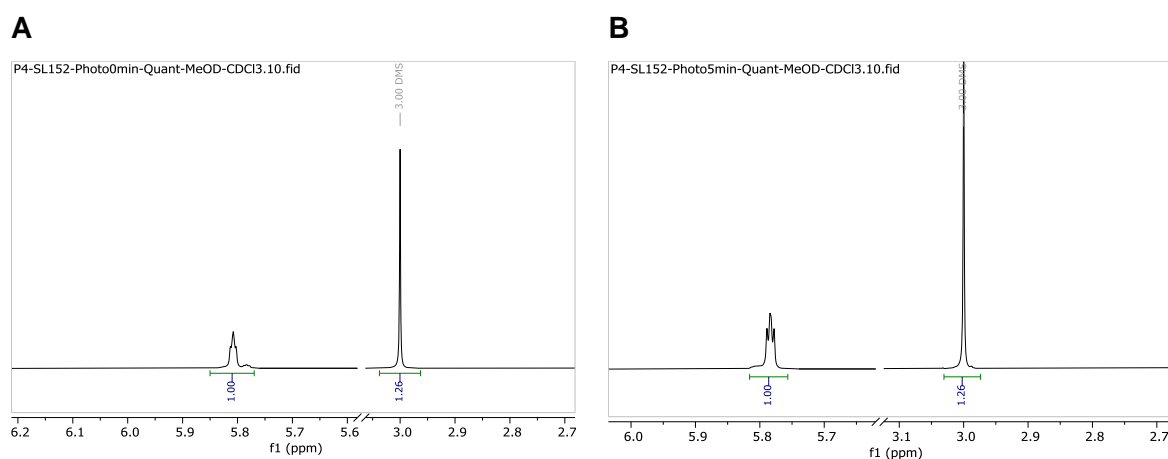 A
B
P4-SL152-Photo0min-Quant-MeOD-CDCl3.10.fid
3.00 DMS
1.00
1.26
6.2 6.1 6.0 5.9 5.8 5.7 5.6 3.0 2.9 2.8 2.7
f1 (ppm)
P4-SL152-Photo5min-Quant-MeOD-CDCl3.10.fid
3.00 DMS
1.00
1.26
6.0 5.9 5.8 5.7 3.1 3.0 2.9 2.8 2.7
f1 (ppm)